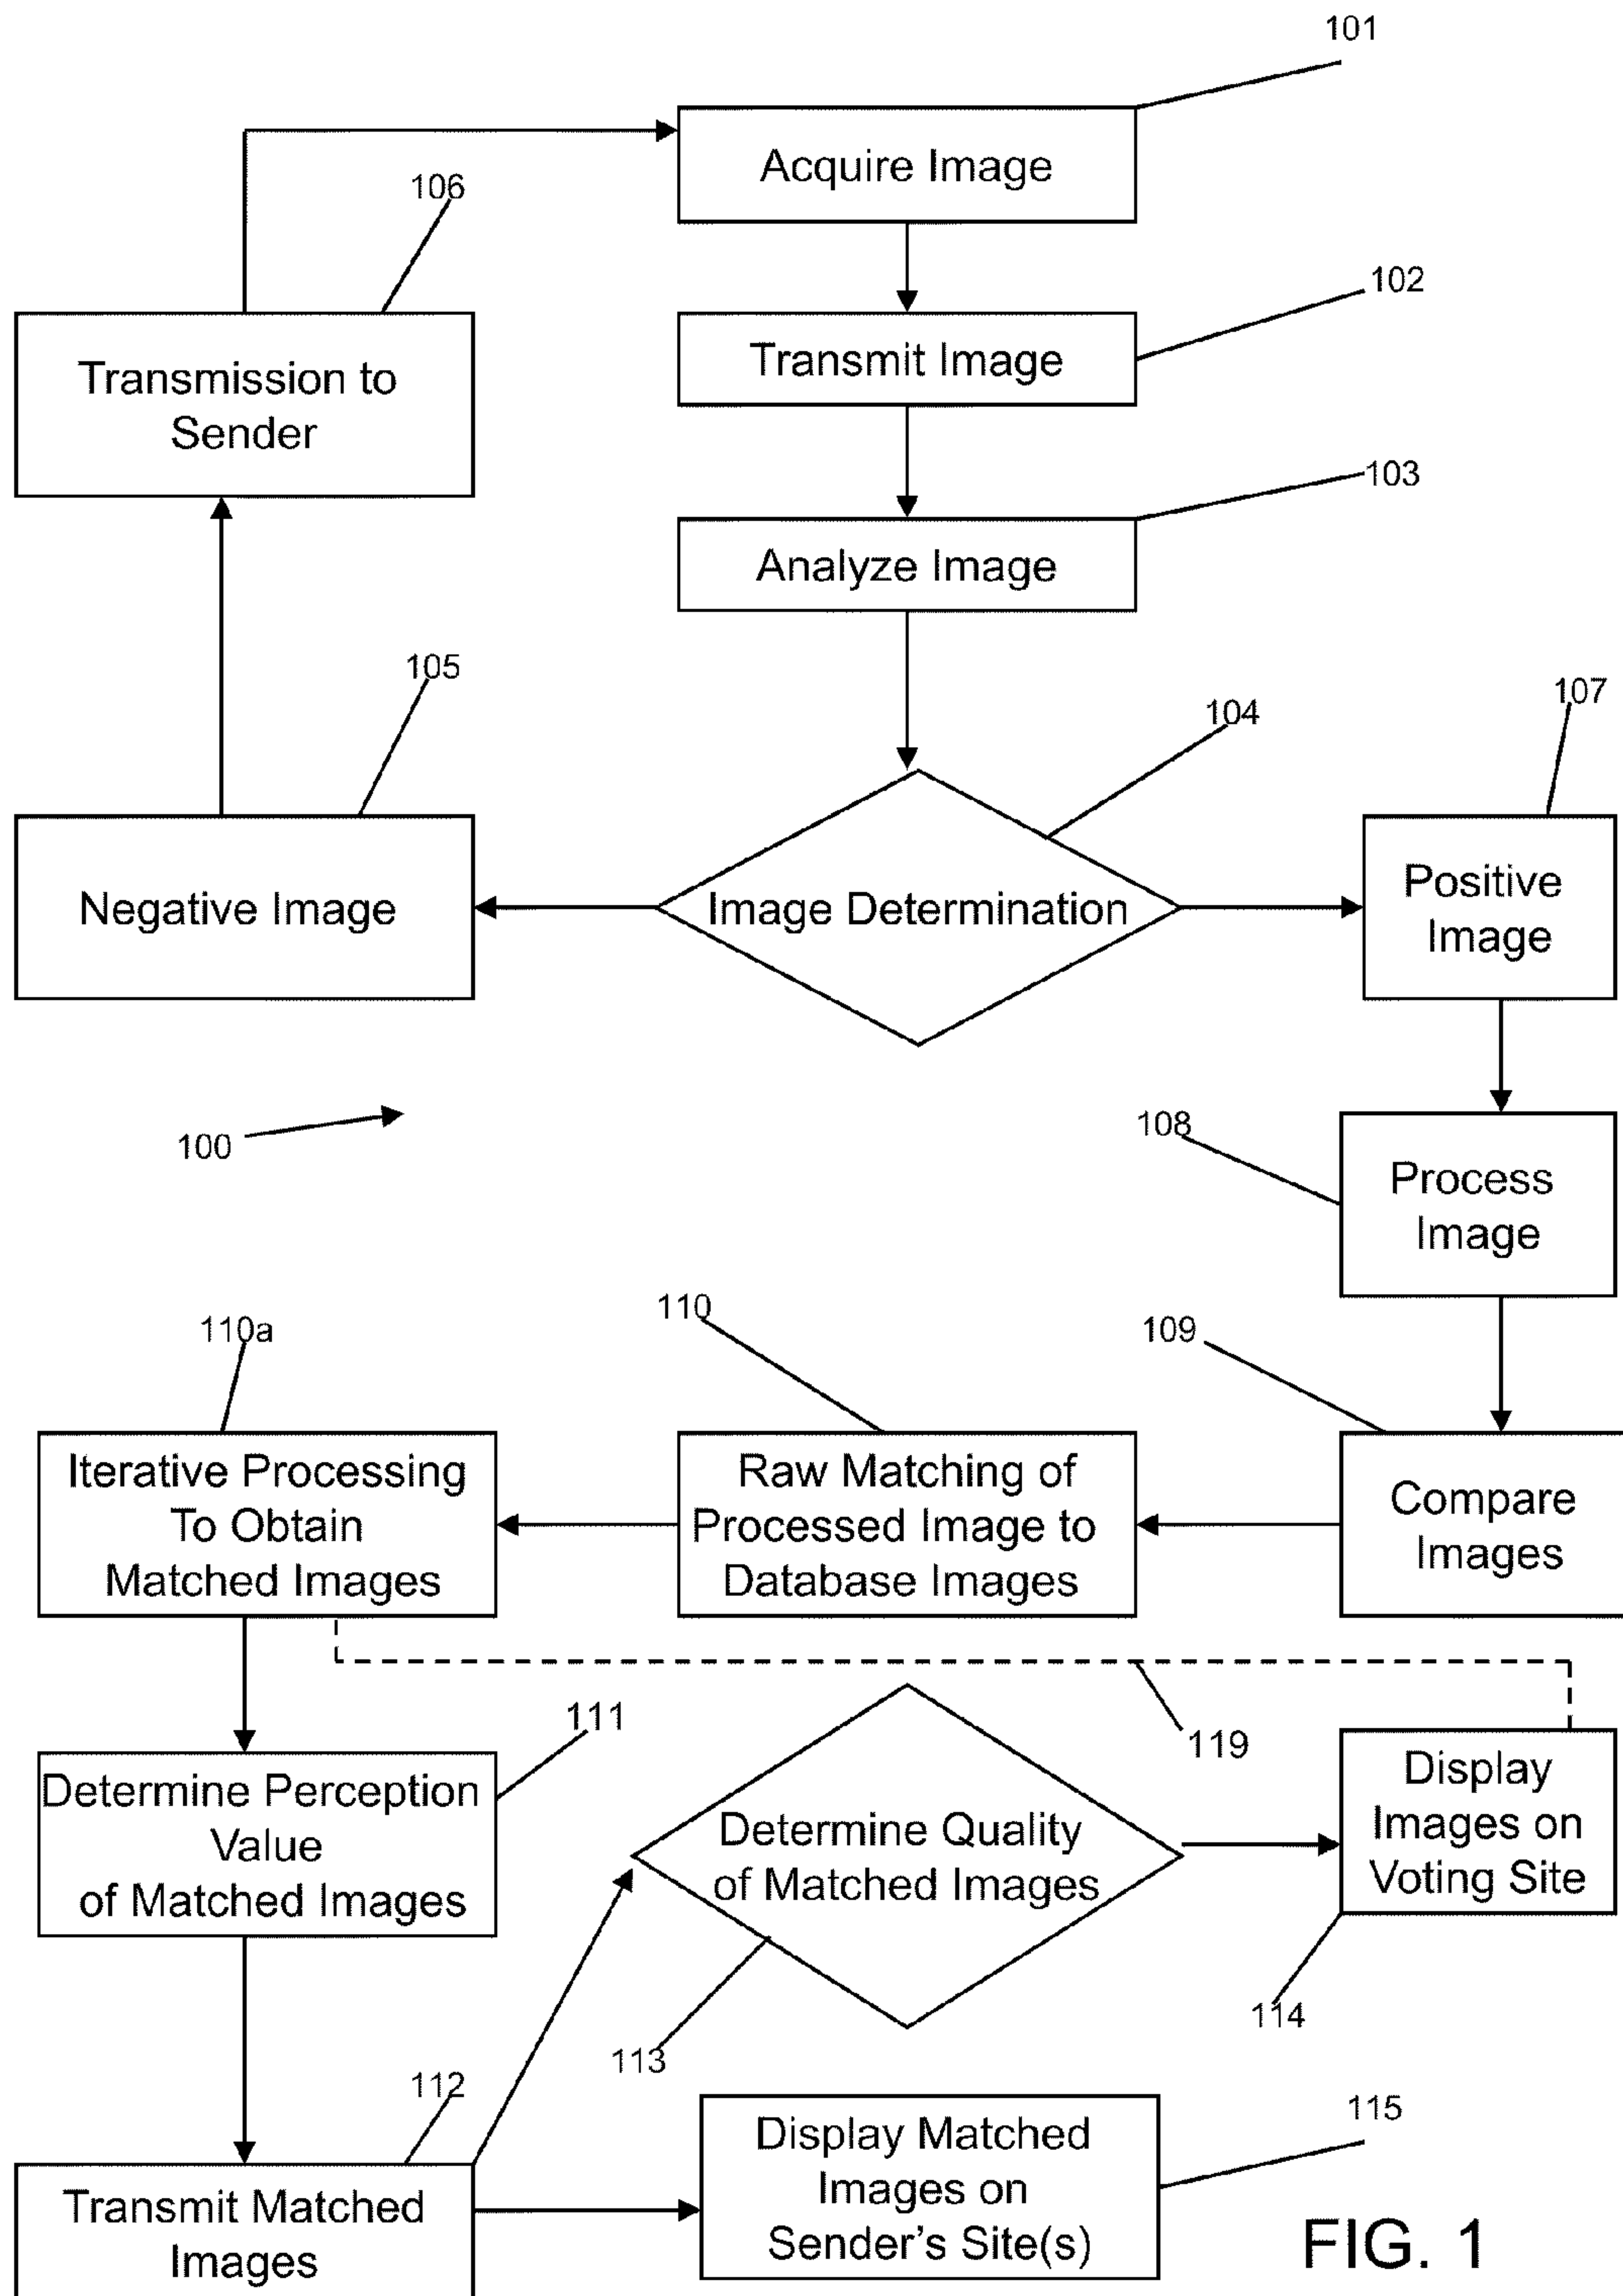 101
Acquire Image
106
102
Transmission to
Sender
Transmit Image
103
Analyze Image
105
107
104
Negative Image
Image Determination
Positive
Image
100
108
Process
Image
110a
110
109
Iterative Processing
To Obtain
Matched Images
Raw Matching of
Processed Image to
Database Images
Compare
Images
111
119
Determine Perception
Value
of Matched Images
Determine Quality
of Matched Images
Display
Images on
Voting Site
114
113
112
115
Transmit Matched
Images
Display Matched
Images on
Sender's Site(s)
FIG. 1